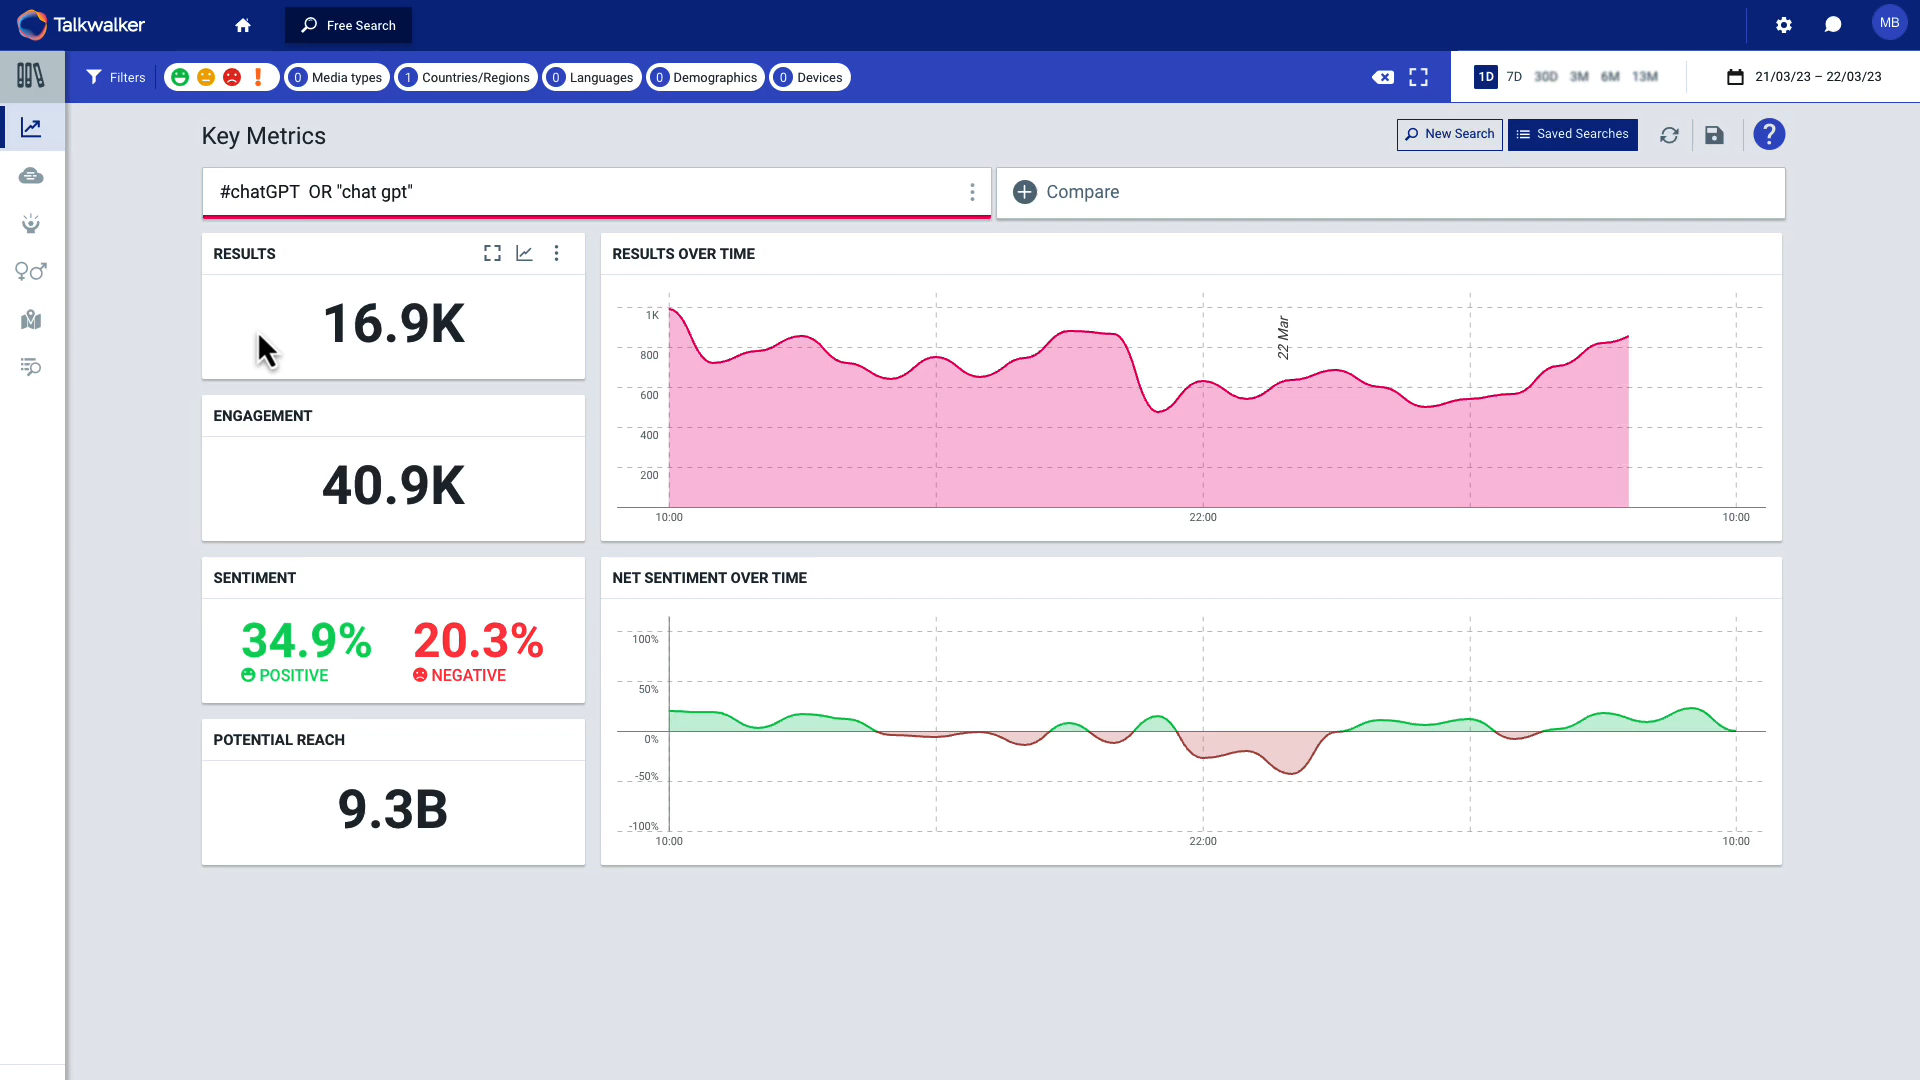 Talkwalker
Free Search
MB
Filters
0 Media types
1 Countries/Regions
0 Languages
0 Demographics
0 Devices
1D 7D 30D 3M 6M 13M
21/03/23 – 22/03/23
Key Metrics
New Search
Saved Searches
?
#chatGPT OR "chat gpt"
Compare
RESULTS
16.9K
RESULTS OVER TIME
1K
800
600
400
200
22 Mar
10:00 22:00 10:00
ENGAGEMENT
40.9K
SENTIMENT
34.9% 20.3%
POSITIVE NEGATIVE
NET SENTIMENT OVER TIME
100%
50%
0%
-50%
-100%
10:00 22:00 10:00
POTENTIAL REACH
9.3B